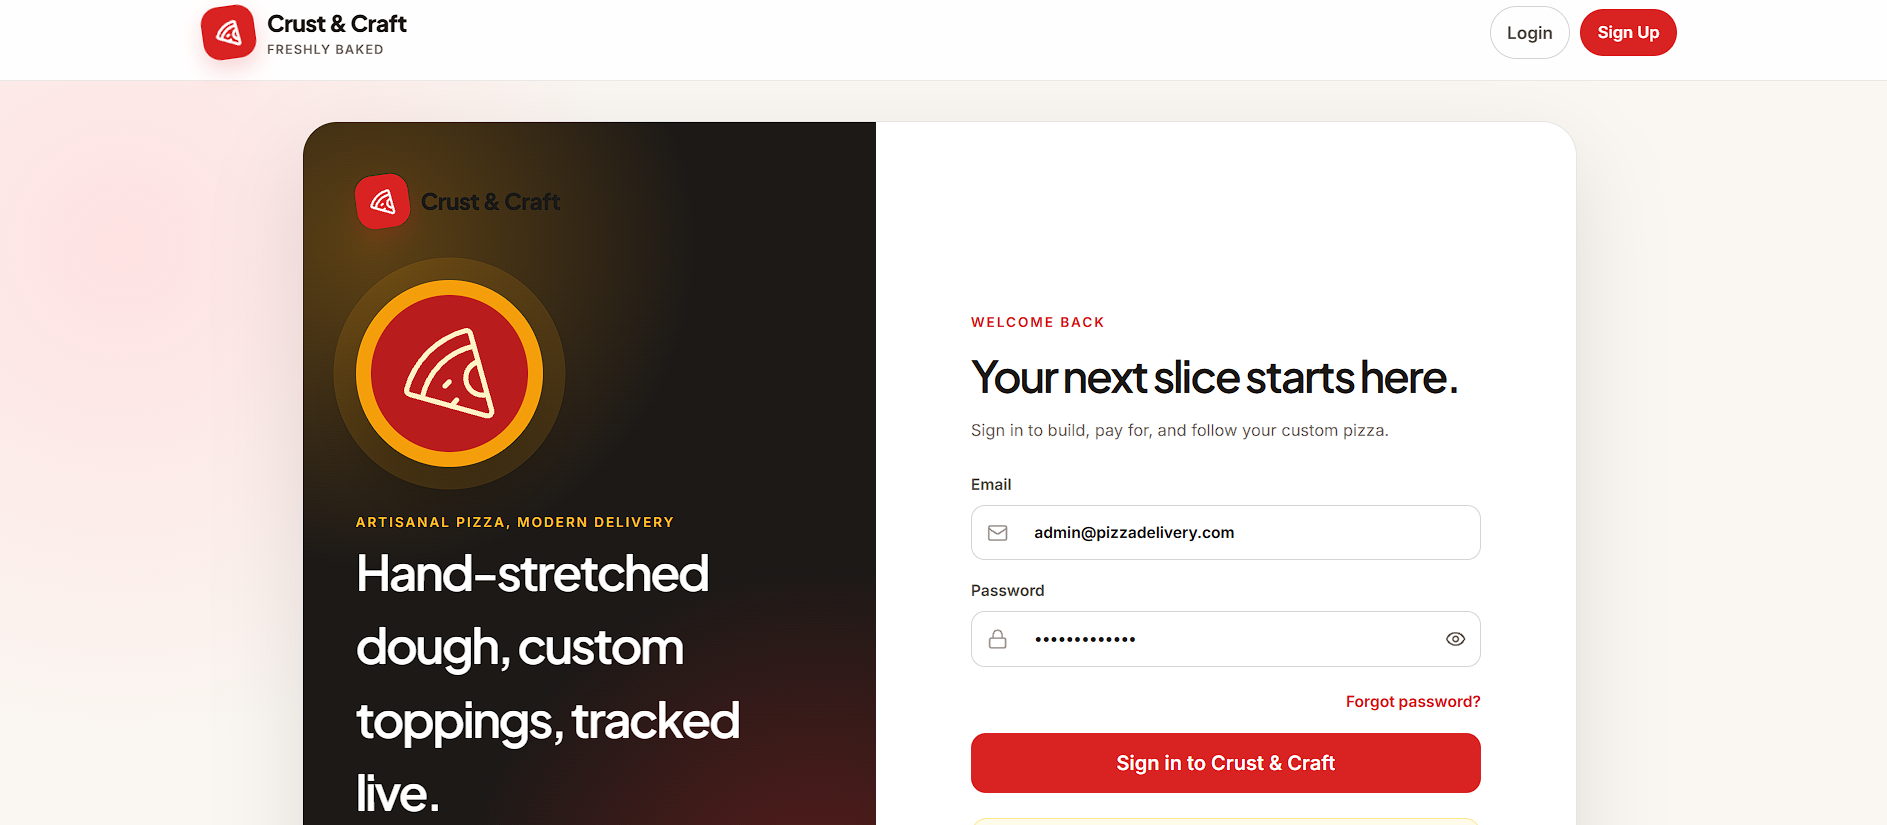 Crust & Craft
FRESHLY BAKED
Login
Sign Up
Crust & Craft
ARTISANAL PIZZA, MODERN DELIVERY
Hand-stretched
dough, custom
toppings, tracked
live.
WELCOME BACK
Your next slice starts here.
Sign in to build, pay for, and follow your custom pizza.
Email
admin@pizzadelivery.com
Password
•••••••••••••
Forgot password?
Sign in to Crust & Craft